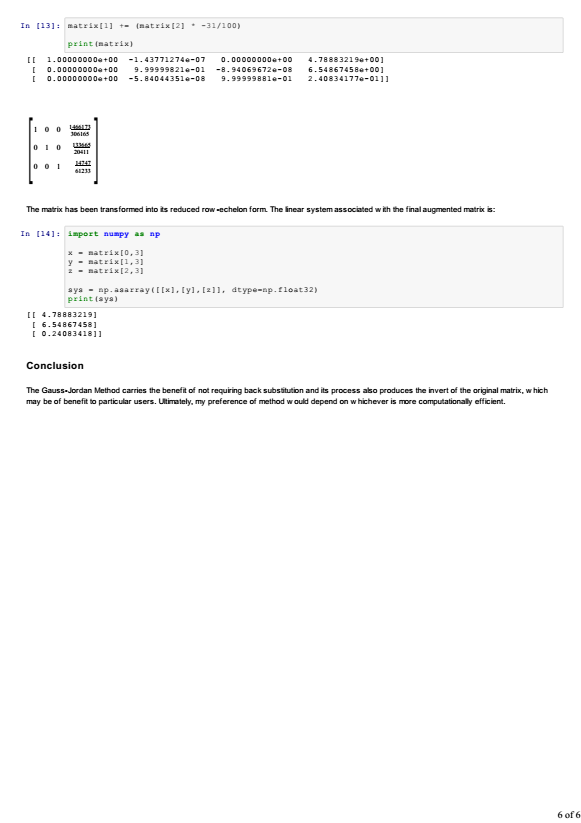 In [13]: matrix[1] += (matrix[2] * -31/100)
print(matrix)
[[ 1.00000000e+00 -1.43771274e-07 0.00000000e+00 4.78883219e+00]
[ 0.00000000e+00 9.99999821e-01 -8.94069672e-08 6.54867458e+00]
[ 0.00000000e+00 -5.84044351e-08 9.99999881e-01 2.40834177e-01]]
1 0 0 1466173/306165
0 1 0 133665/20411
0 0 1 14747/61233
The matrix has been transformed into its reduced row-echelon form. The linear system associated with the final augmented matrix is:
In [14]: import numpy as np
x = matrix[0,3]
y = matrix[1,3]
z = matrix[2,3]
sys = np.asarray([[x],[y],[z]], dtype=np.float32)
print(sys)
[[ 4.78883219]
[ 6.54867458]
[ 0.24083418]]
Conclusion
The Gauss-Jordan Method carries the benefit of not requiring back substitution and its process also produces the invert of the original matrix, which
may be of benefit to particular users. Ultimately, my preference of method would depend on whichever is more computationally efficient.
6 of 6